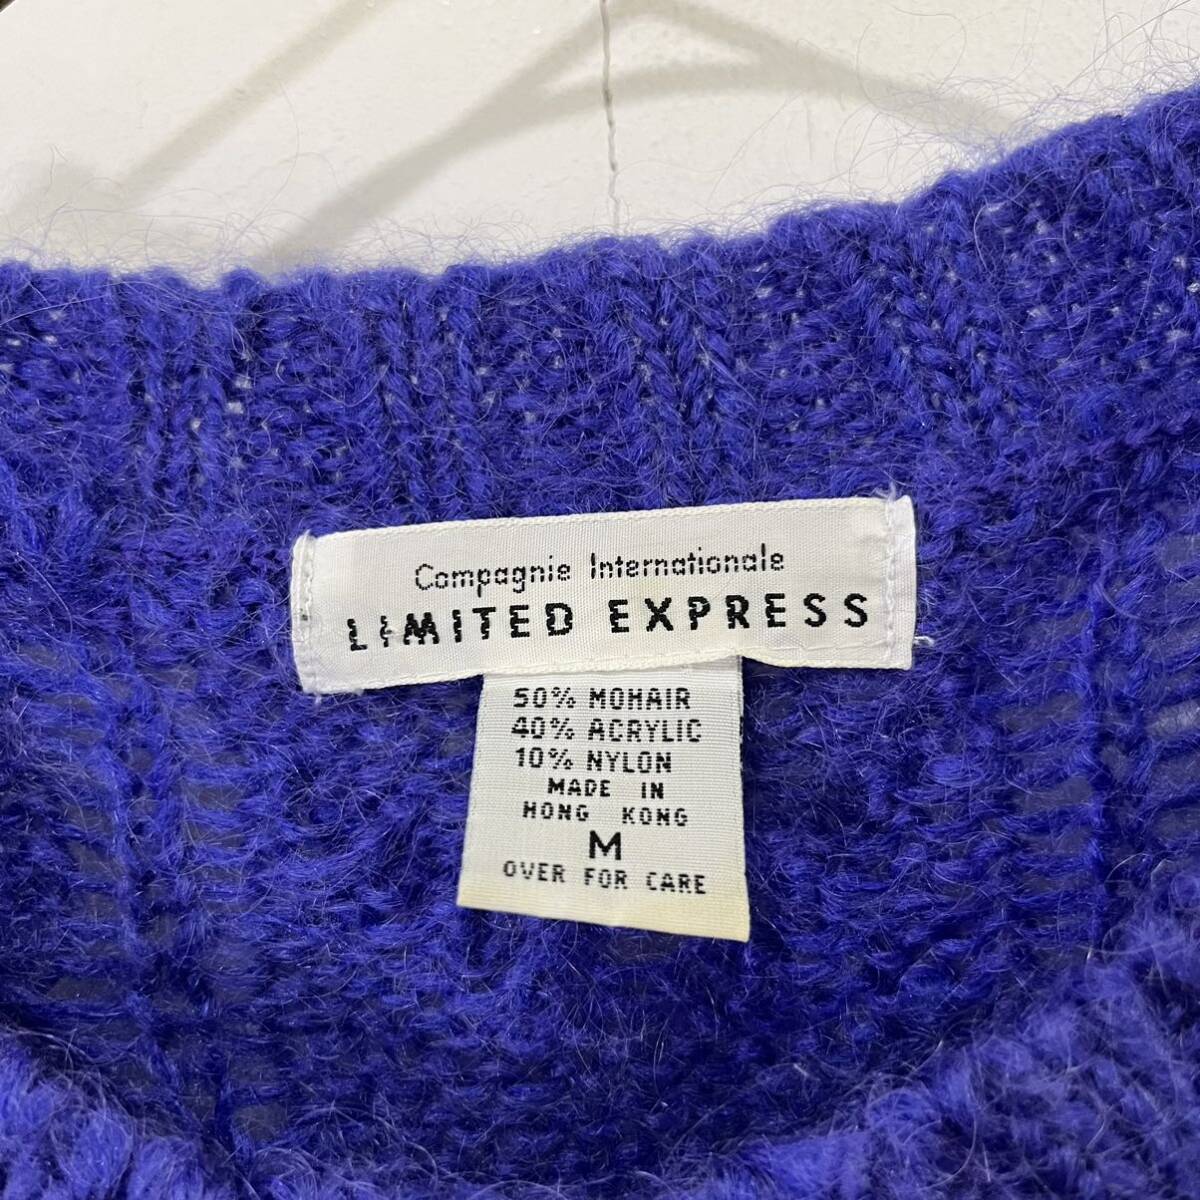 Compagnie Internationale
LIMITED EXPRESS
50% MOHAIR
40% ACRYLIC
10% NYLON
MADE IN
HONG KONG
M
OVER FOR CARE